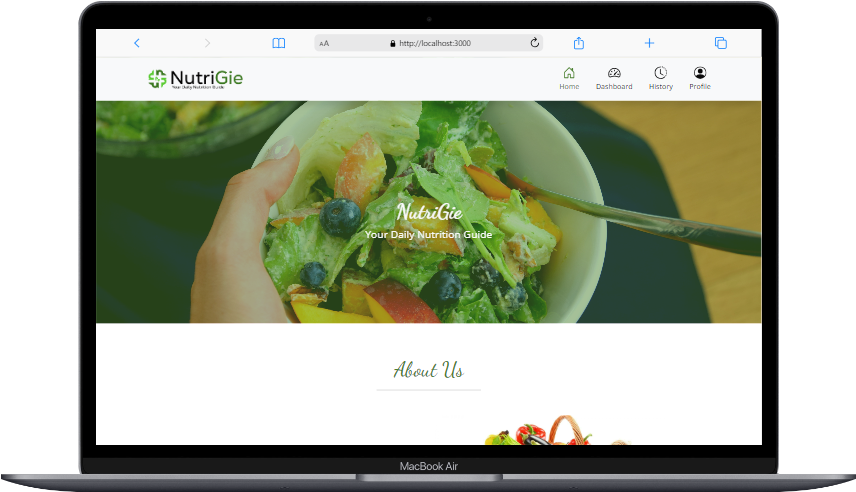 AA http://localhost:3000
NutriGie
Your Daily Nutrition Guide
Home Dashboard History Profile
NutriGie
Your Daily Nutrition Guide
About Us
MacBook Air